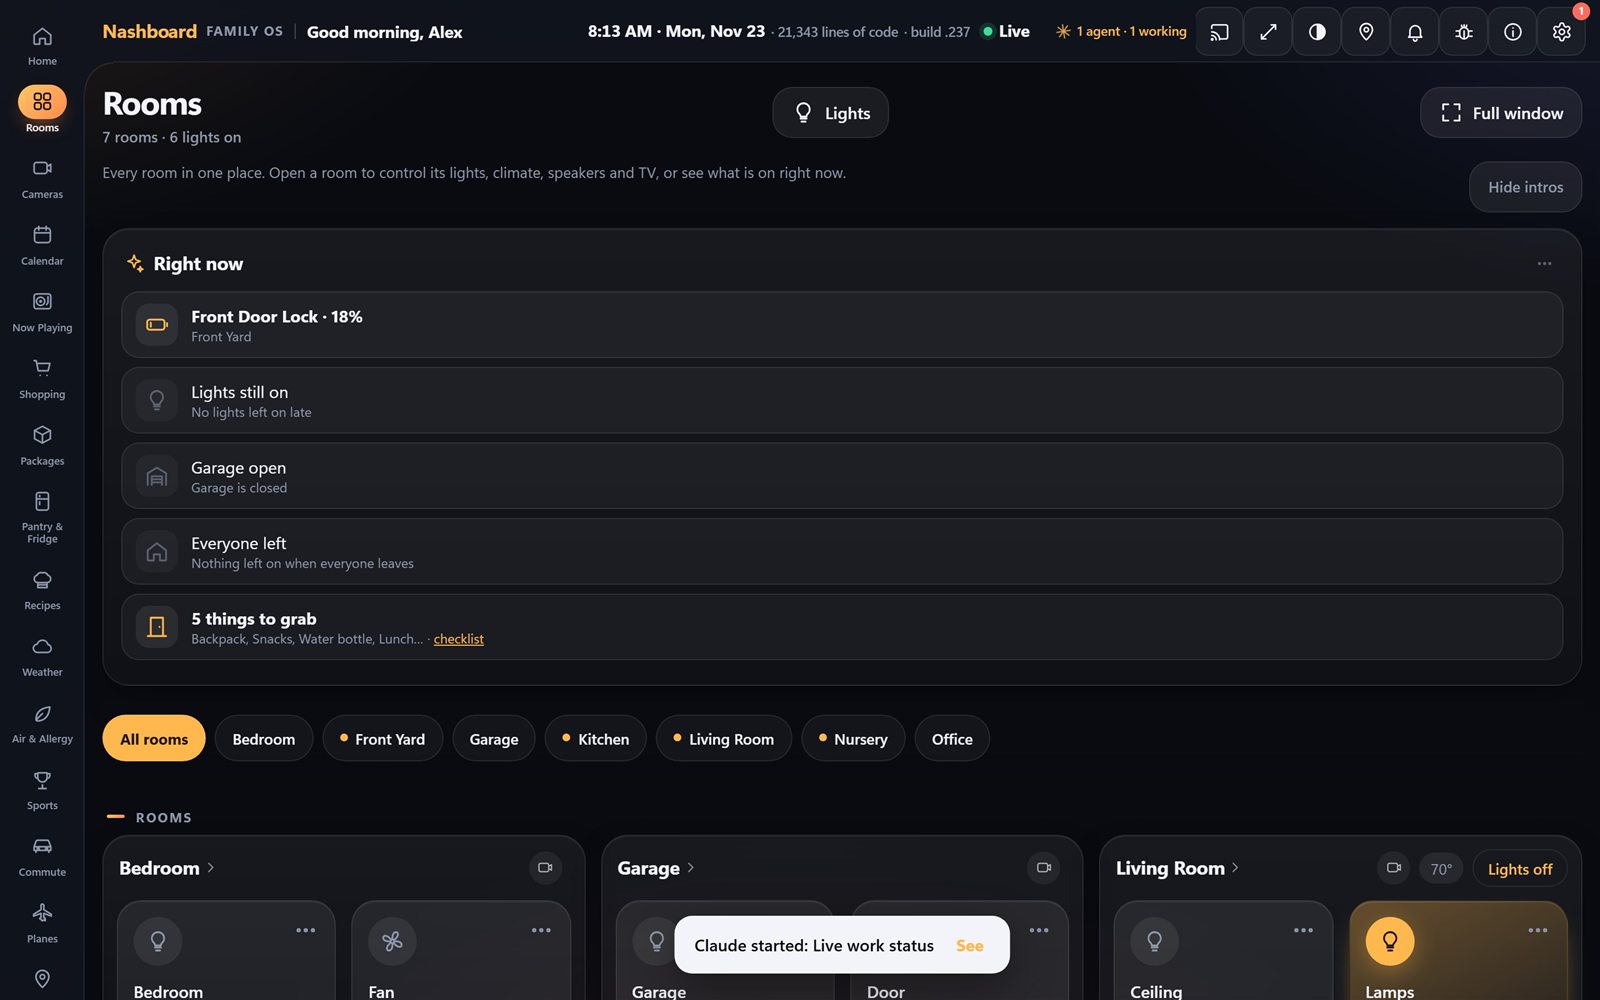 Nashboard FAMILY OS Good morning, Alex
8:13 AM · Mon, Nov 23 · 21,343 lines of code · build .237 Live
1 agent · 1 working
1
Home
Rooms
Cameras
Calendar
Now Playing
Shopping
Packages
Pantry &
Fridge
Recipes
Weather
Air & Allergy
Sports
Commute
Planes
Rooms
7 rooms · 6 lights on
Lights
Full window
Every room in one place. Open a room to control its lights, climate, speakers and TV, or see what is on right now.
Hide intros
Right now
Front Door Lock · 18%
Front Yard
Lights still on
No lights left on late
Garage open
Garage is closed
Everyone left
Nothing left on when everyone leaves
5 things to grab
Backpack, Snacks, Water bottle, Lunch... · checklist
All rooms
Bedroom
Front Yard
Garage
Kitchen
Living Room
Nursery
Office
ROOMS
Bedroom
Bedroom
Fan
Garage
Garage
Door
Living Room
70°
Lights off
Ceiling
Lamps
Claude started: Live work status See